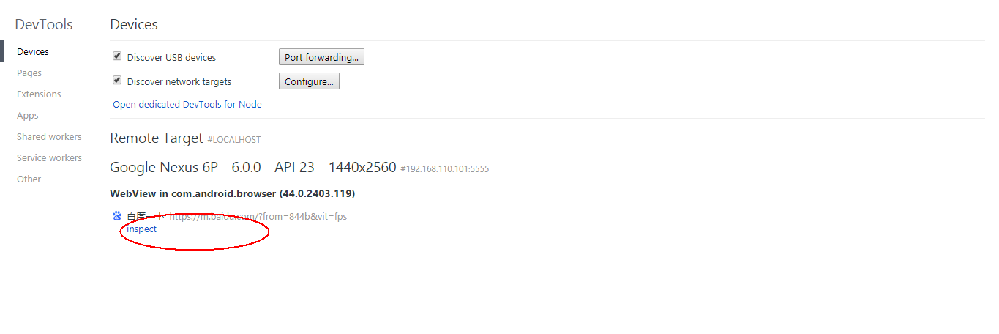 DevTools
Devices
Pages
Extensions
Apps
Shared workers
Service workers
Other
Devices
Discover USB devices Port forwarding...
Discover network targets Configure...
Open dedicated DevTools for Node
Remote Target #LOCALHOST
Google Nexus 6P - 6.0.0 - API 23 - 1440x2560 #192.168.110.101:5555
WebView in com.android.browser (44.0.2403.119)
百度一下 https://m.baidu.com/?from=844b&vit=fps
inspect